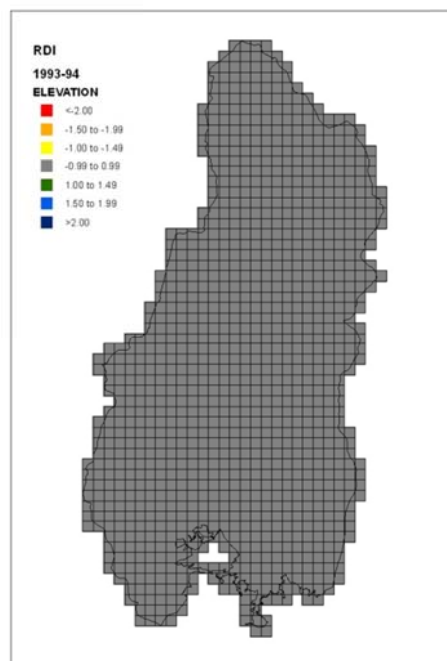 RDI
1993-94
ELEVATION
<-2.00
-1.50 to -1.99
-1.00 to -1.49
-0.99 to 0.99
1.00 to 1.49
1.50 to 1.99
>2.00